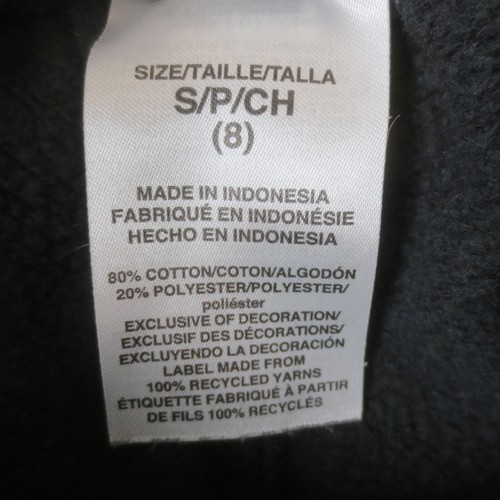 SIZE/TAILLE/TALLA
S/P/CH
(8)
MADE IN INDONESIA
FABRIQUÉ EN INDONÉSIE
HECHO EN INDONESIA
80% COTTON/COTON/ALGODÓN
20% POLYESTER/POLYESTER/
poliéster
EXCLUSIVE OF DECORATION/
EXCLUSIF DES DÉCORATIONS/
EXCLUYENDO LA DECORACIÓN
LABEL MADE FROM
100% RECYCLED YARNS
ÉTIQUETTE FABRIQUÉ À PARTIR
DE FILS 100% RECYCLÉS